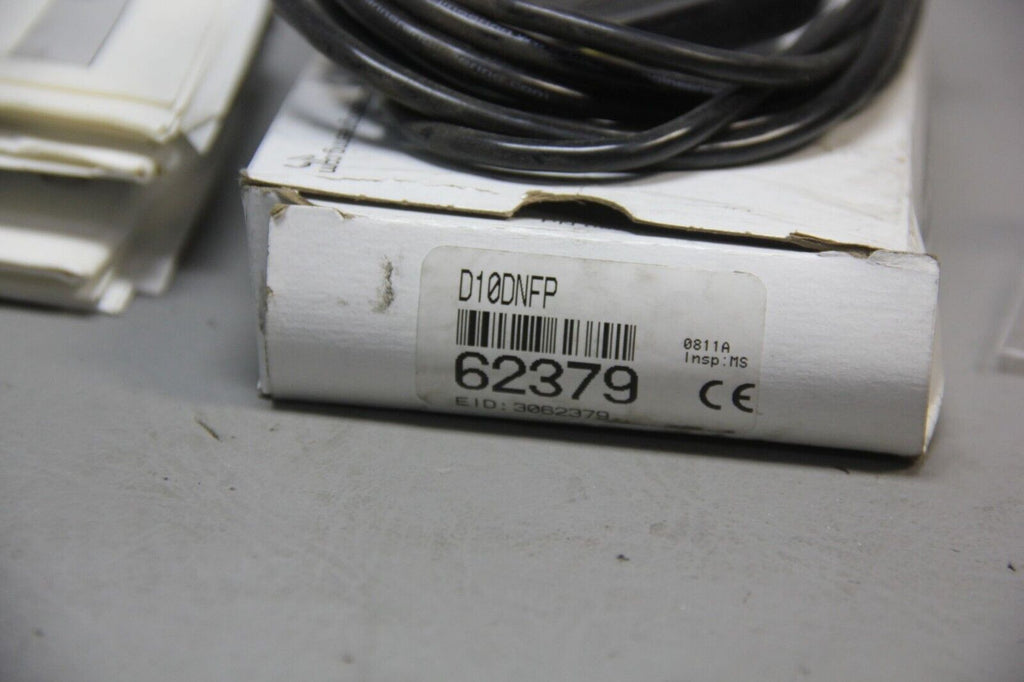 D10DNFP
62379
EID: 3062379
0811A
Insp:MS
CE